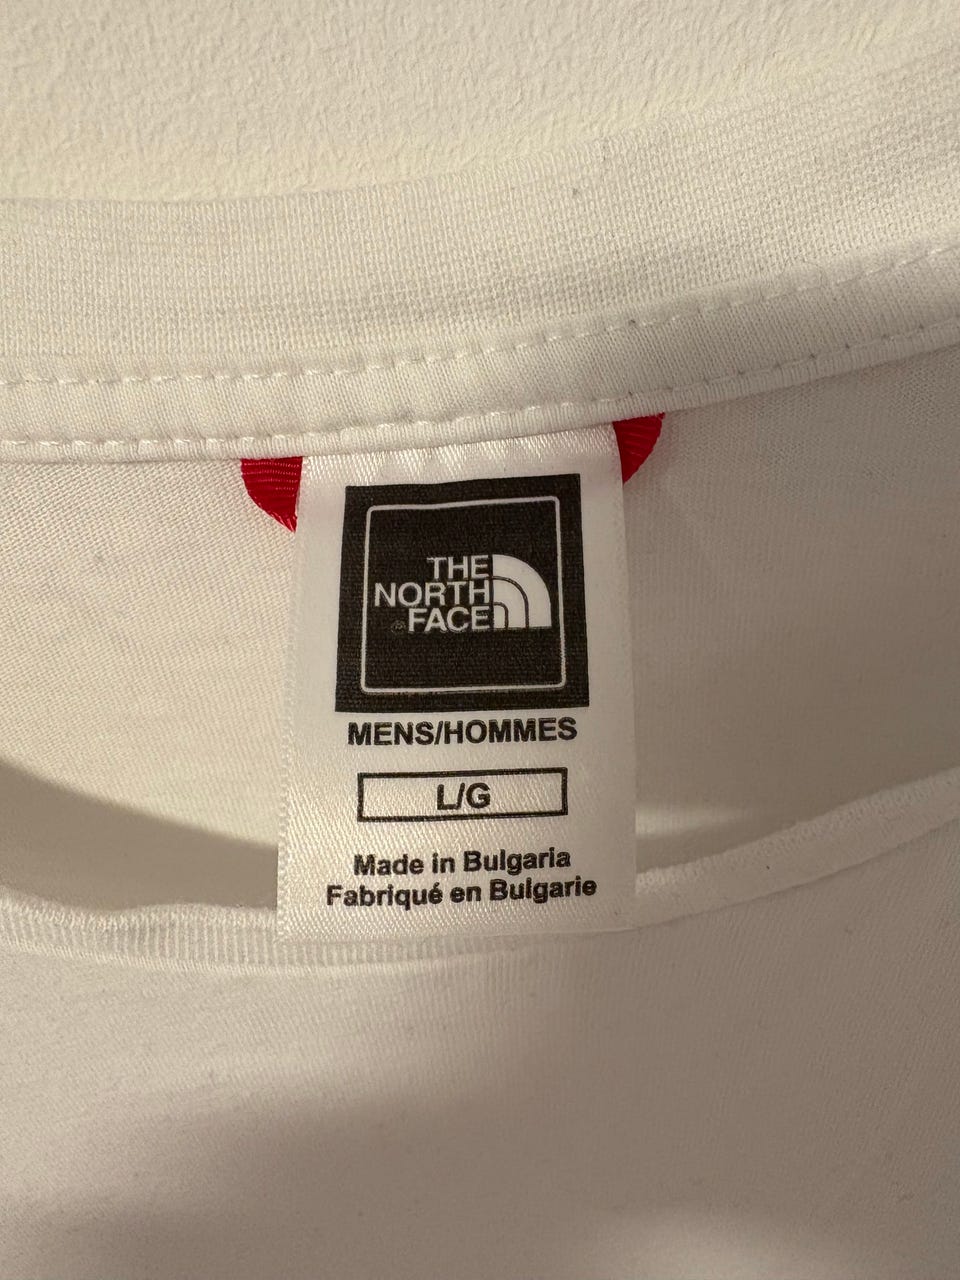 THE
NORTH
® FACE
MENS/HOMMES
L/G
Made in Bulgaria
Fabriqué en Bulgarie